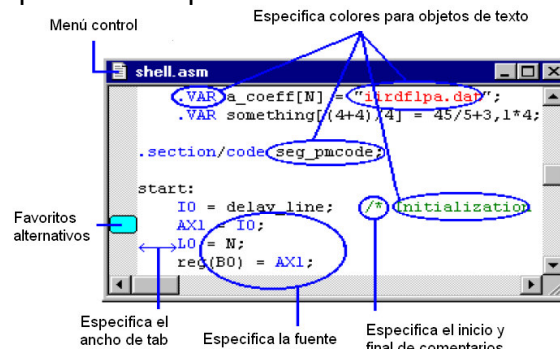 Especifica colores para objetos de texto
Menú control
shell.asm
.VAR a_coeff[N] = "iirdflpa.dat";
.VAR something[(4+4)/4] = 45/5+3,1*4;
.section/code seg_pmcode;
start:
I0 = delay_line; /* Initialization
AX1 = I0;
L0 = N;
reg(B0) = AX1;
Favoritos
alternativos
Especifica el
ancho de tab
Especifica la fuente
Especifica el inicio y
final de comentarios